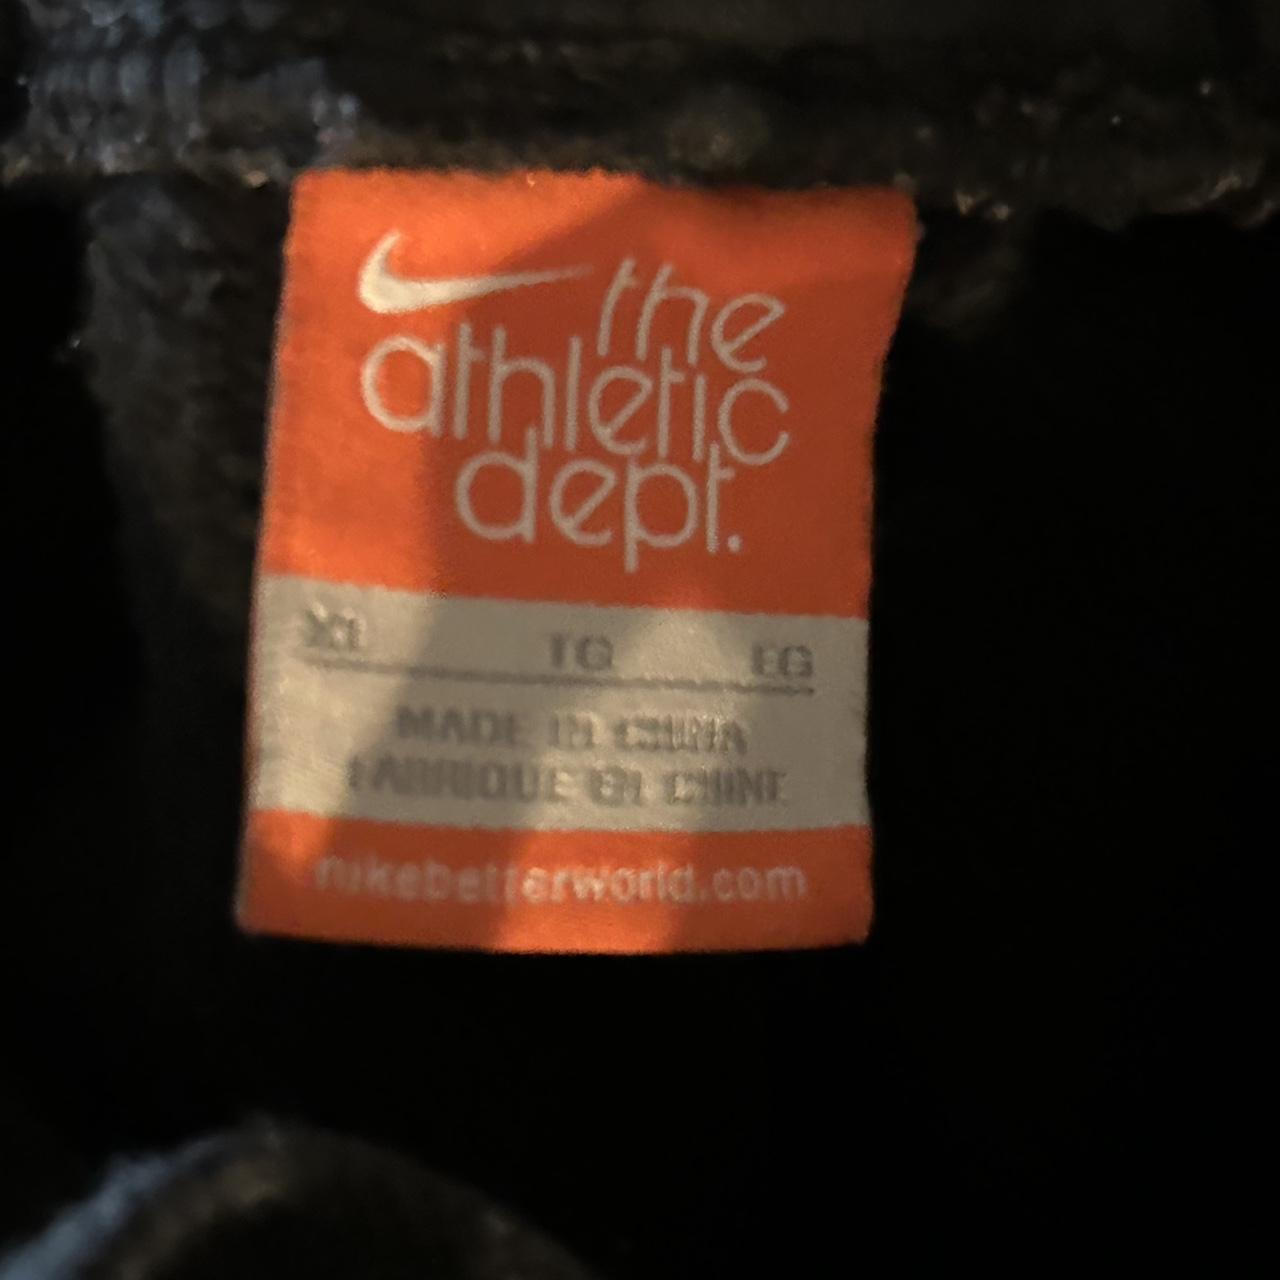 the
athletic
dept.
XL TG EG
MADE IN CHINA
FABRIQUE EN CHINE
nikebetterworld.com